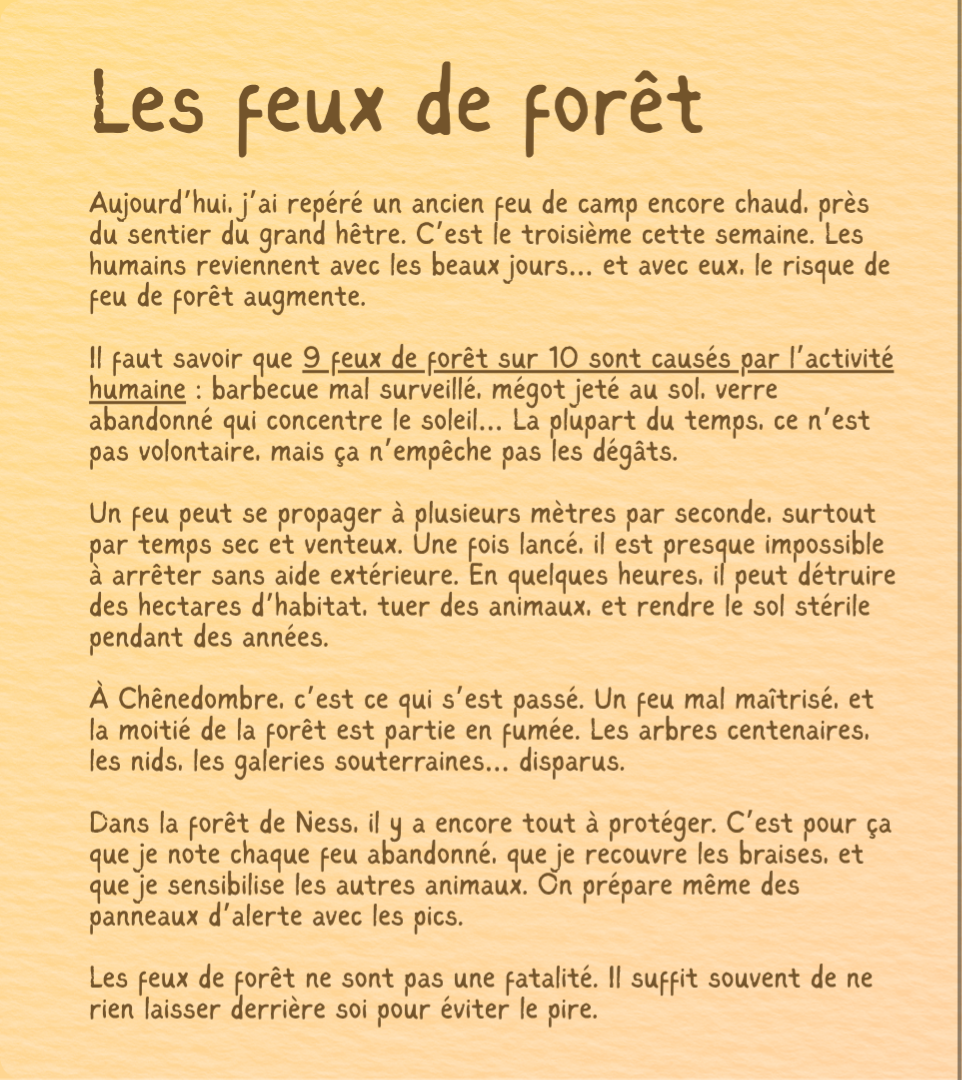 Les feux de forêt
Aujourd'hui, j'ai repéré un ancien feu de camp encore chaud, près
du sentier du grand hêtre. C'est le troisième cette semaine. Les
humains reviennent avec les beaux jours... et avec eux, le risque de
feu de forêt augmente.
Il faut savoir que 9 feux de forêt sur 10 sont causés par l'activité
humaine : barbecue mal surveillé, mégot jeté au sol, verre
abandonné qui concentre le soleil... La plupart du temps, ce n'est
pas volontaire, mais ça n'empêche pas les dégâts.
Un feu peut se propager à plusieurs mètres par seconde, surtout
par temps sec et venteux. Une fois lancé, il est presque impossible
à arrêter sans aide extérieure. En quelques heures, il peut détruire
des hectares d'habitat, tuer des animaux, et rendre le sol stérile
pendant des années.
À Chênedombre, c'est ce qui s'est passé. Un feu mal maîtrisé, et
la moitié de la forêt est partie en fumée. Les arbres centenaires,
les nids, les galeries souterraines... disparus.
Dans la forêt de Ness, il y a encore tout à protéger. C'est pour ça
que je note chaque feu abandonné, que je recouvre les braises, et
que je sensibilise les autres animaux. On prépare même des
panneaux d'alerte avec les pics.
Les feux de forêt ne sont pas une fatalité. Il suffit souvent de ne
rien laisser derrière soi pour éviter le pire.